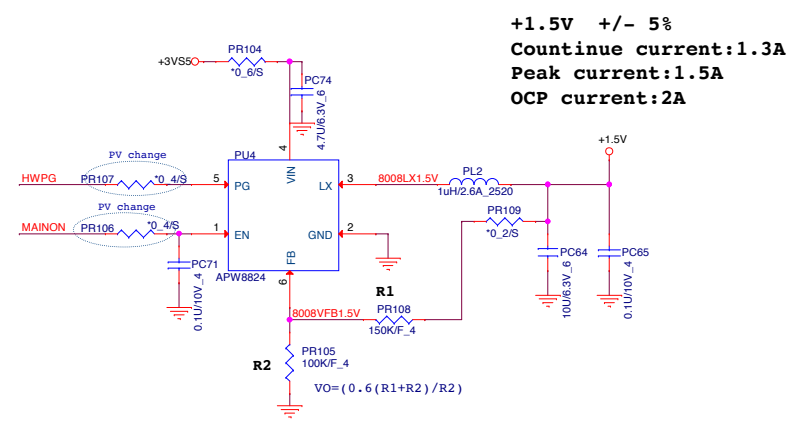 +1.5V  +/- 5%
Countinue current:1.3A
Peak current:1.5A
OCP current:2A
PR104
+3VS5
*0_6/S
PC74
4.7U/6.3V_6
+1.5V
PV change
PU4
4
VIN
HWPG
PR107
*0_4/S
5
PG
LX
3
8008LX1.5V
PL2
1uH/2.6A_2520
PV change
PR109
*0_2/S
MAINON
PR106
*0_4/S
1
EN
GND
2
PC71
0.1U/10V_4
FB
6
APW8824
PC64
10U/6.3V_6
PC65
0.1U/10V_4
R1
8008VFB1.5V
PR108
150K/F_4
R2
PR105
100K/F_4
VO=(0.6(R1+R2)/R2)